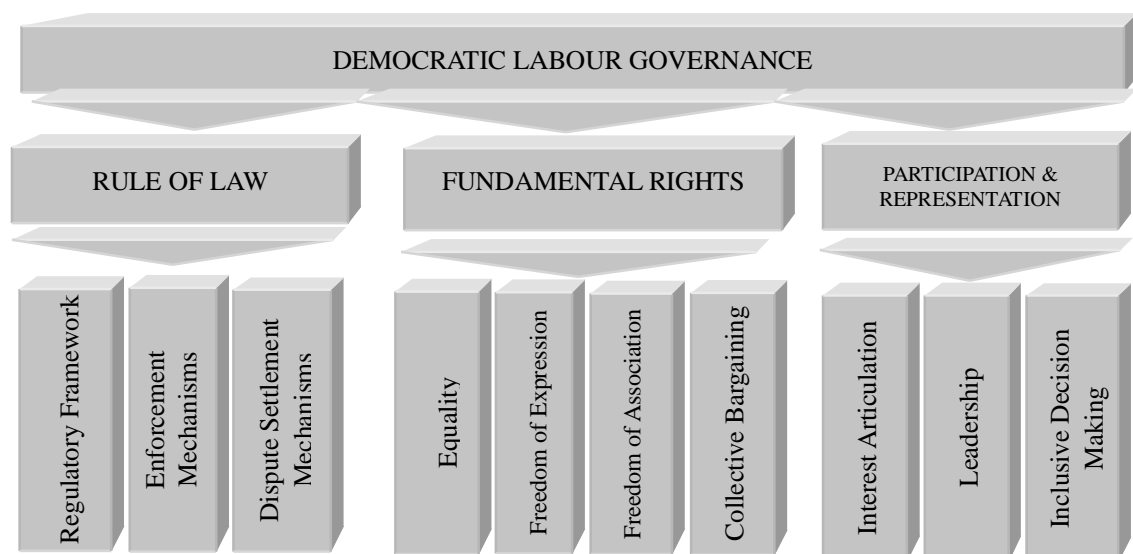 DEMOCRATIC LABOUR GOVERNANCE
RULE OF LAW
FUNDAMENTAL RIGHTS
PARTICIPATION &
REPRESENTATION
Regulatory Framework
Enforcement
Mechanisms
Dispute Settlement
Mechanisms
Equality
Freedom of Expression
Freedom of Association
Collective Bargaining
Interest Articulation
Leadership
Inclusive Decision
Making